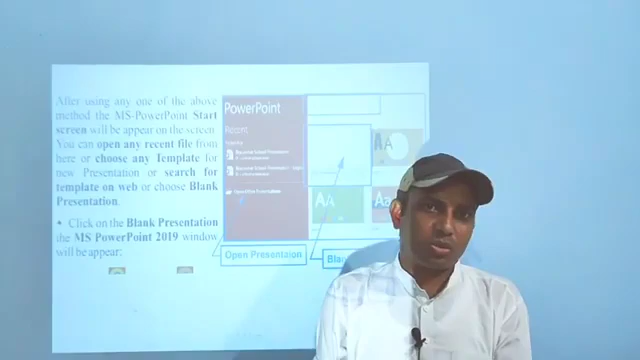 After using any one of the above
method the MS-PowerPoint Start
screen will be appear on the screen.
You can open any recent file from
here or choose any Template for
new Presentation or search for
template on web or choose Blank
Presentation.
• Click on the Blank Presentation
the MS PowerPoint 2019 window
will be appear:
PowerPoint
Recent
Open Presentaion